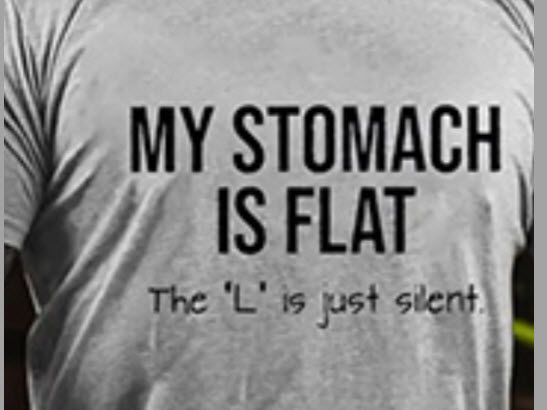 MY STOMACH
IS FLAT
The "L" is just silent.